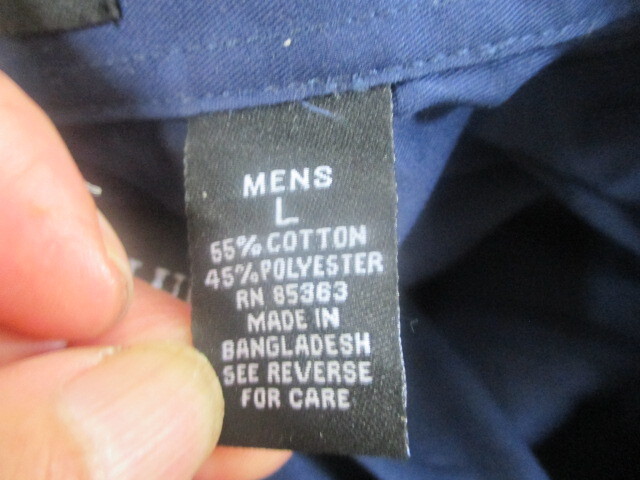 MENS
L
55% COTTON
45% POLYESTER
RN 85363
MADE IN
BANGLADESH
SEE REVERSE
FOR CARE